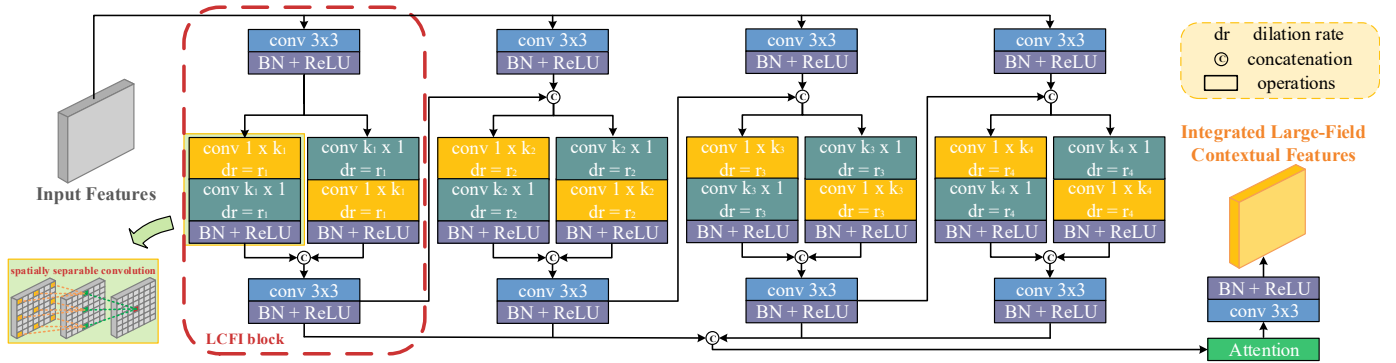 Input Features
conv 3x3
BN + ReLU
conv 1 x k1
dr = r1
conv k1 x 1
dr = r1
BN + ReLU
conv k1 x 1
dr = r1
conv 1 x k1
dr = r1
BN + ReLU
C
conv 3x3
BN + ReLU
LCFI block
spatially separable convolution
conv 3x3
BN + ReLU
C
conv 1 x k2
dr = r2
conv k2 x 1
dr = r2
BN + ReLU
conv k2 x 1
dr = r2
conv 1 x k2
dr = r2
BN + ReLU
C
conv 3x3
BN + ReLU
conv 3x3
BN + ReLU
C
conv 1 x k3
dr = r3
conv k3 x 1
dr = r3
BN + ReLU
conv k3 x 1
dr = r3
conv 1 x k3
dr = r3
BN + ReLU
C
conv 3x3
BN + ReLU
conv 3x3
BN + ReLU
C
conv 1 x k4
dr = r4
conv k4 x 1
dr = r4
BN + ReLU
conv k4 x 1
dr = r4
conv 1 x k4
dr = r4
BN + ReLU
C
conv 3x3
BN + ReLU
C
dr dilation rate
C concatenation
operations
Integrated Large-Field
Contextual Features
BN + ReLU
conv 3x3
Attention